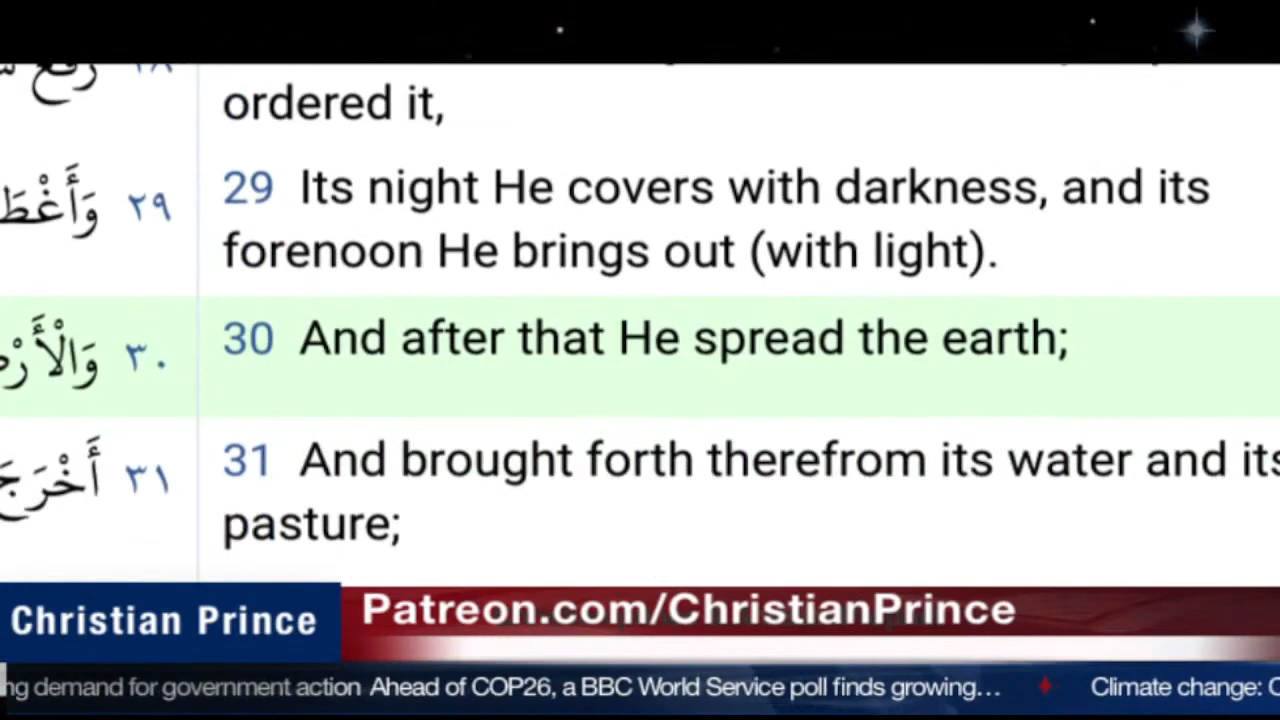 ordered it,
٢٩ 29 Its night He covers with darkness, and its
forenoon He brings out (with light).
٣٠ 30 And after that He spread the earth;
٣١ 31 And brought forth therefrom its water and its
pasture;
Christian Prince
Patreon.com/ChristianPrince
demand for government action Ahead of COP26, a BBC World Service poll finds growing... Climate change: